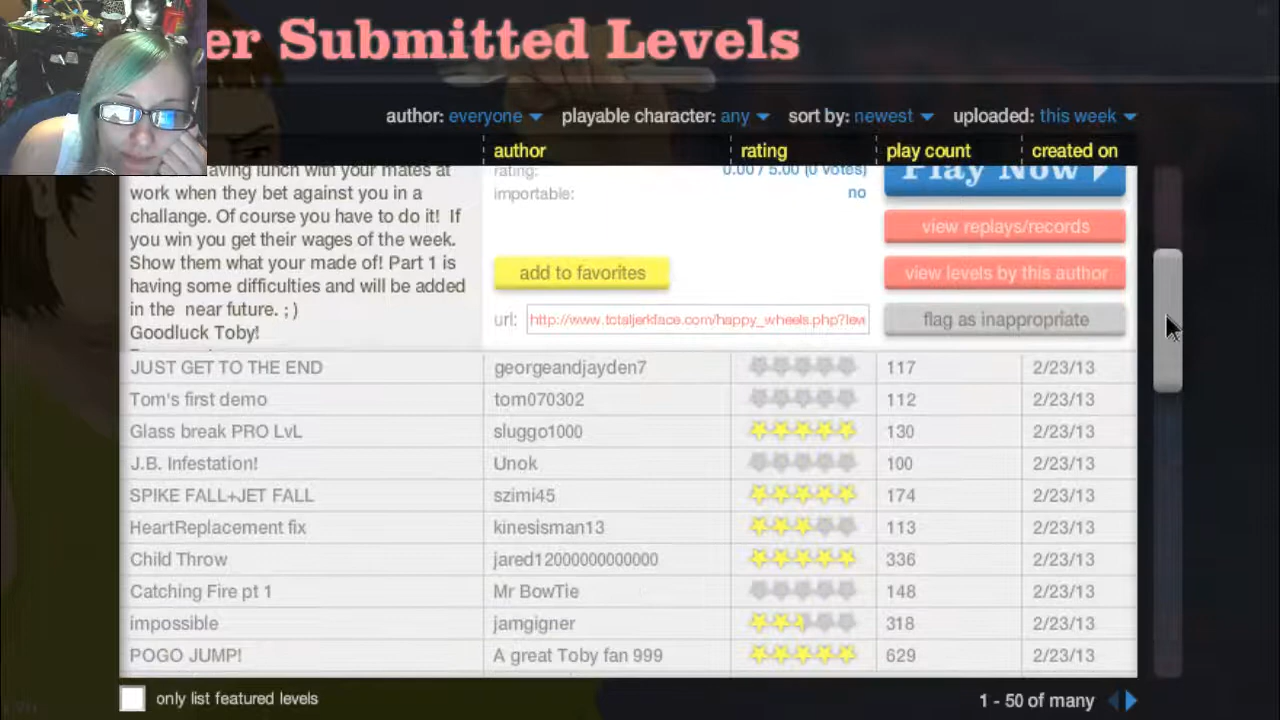 er Submitted Levels
author: everyone playable character: any sort by: newest uploaded: this week
author rating play count created on
aving lunch with your mates at
work when they bet against you in a
challange. Of course you have to do it! If
you win you get their wages of the week.
Show them what your made of! Part 1 is
having some difficulties and will be added
in the near future. ; )
Goodluck Toby!
rating: 0.00 / 5.00 (0 votes)
importable: no
add to favorites
url: http://www.totaljerkface.com/happy_wheels.php?leve
Play Now
view replays/records
view levels by this author
flag as inappropriate
JUST GET TO THE END georgeandjayden7 117 2/23/13
Tom's first demo tom070302 112 2/23/13
Glass break PRO LvL sluggo1000 130 2/23/13
J.B. Infestation! Unok 100 2/23/13
SPIKE FALL+JET FALL szimi45 174 2/23/13
HeartReplacement fix kinesisman13 113 2/23/13
Child Throw jared12000000000000 336 2/23/13
Catching Fire pt 1 Mr BowTie 148 2/23/13
impossible jamgigner 318 2/23/13
POGO JUMP! A great Toby fan 999 629 2/23/13
only list featured levels 1 - 50 of many